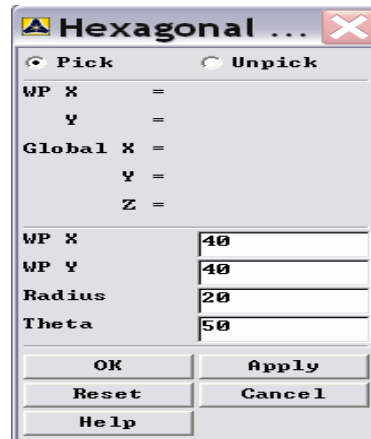 Hexagonal ...
Pick Unpick
WP X =
Y =
Global X =
Y =
Z =
WP X 40
WP Y 40
Radius 20
Theta 50
OK Apply
Reset Cancel
Help